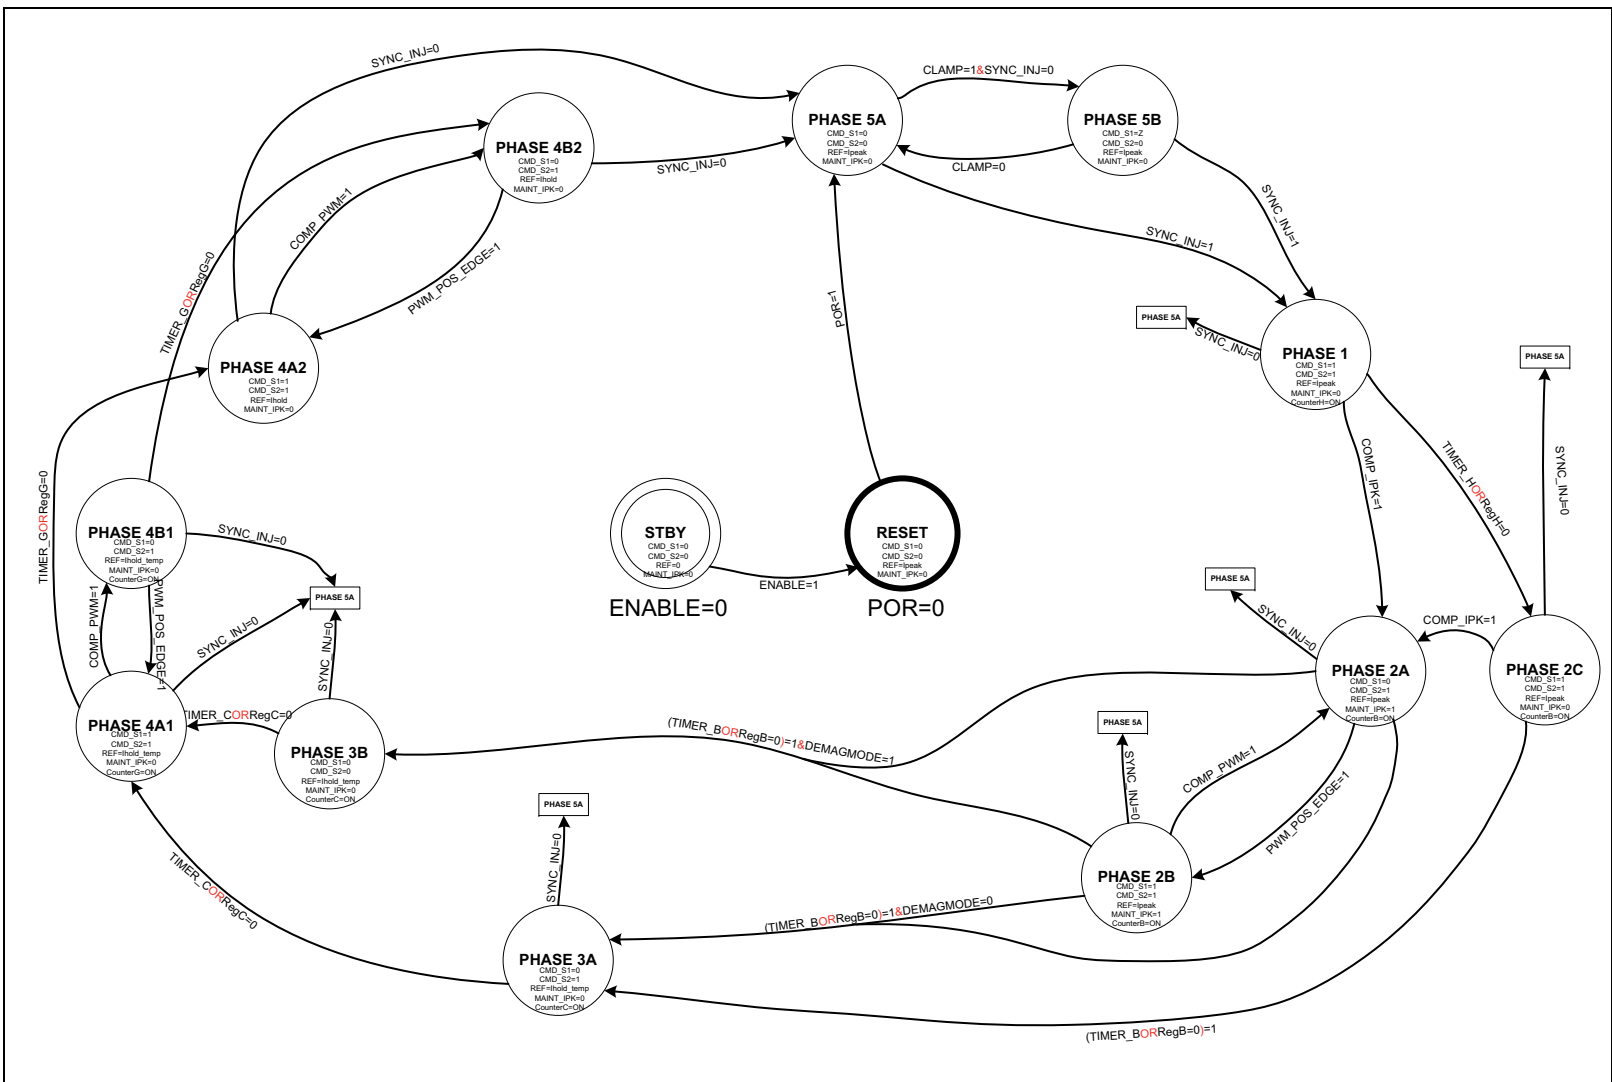 SYNC_INJ=0
CLAMP=1&SYNC_INJ=0
PHASE 5A
CMD_S1=0
CMD_S2=0
REF=Ipeak
MAINT_IPK=0
PHASE 5B
CMD_S1=Z
CMD_S2=0
REF=Ipeak
MAINT_IPK=0
CLAMP=0
PHASE 4B2
CMD_S1=0
CMD_S2=1
REF=Ihold
MAINT_IPK=0
SYNC_INJ=0
COMP_PWM=1
PWM_POS_EDGE=1
TIMER_GORRegG=0
SYNC_INJ=1
SYNC_INJ=1
POR=1
PHASE 5A
SYNC_INJ=0
PHASE 1
CMD_S1=1
CMD_S2=1
REF=Ipeak
MAINT_IPK=0
CounterH=ON
PHASE 5A
SYNC_INJ=0
PHASE 4A2
CMD_S1=1
CMD_S2=1
REF=Ihold
MAINT_IPK=0
TIMER_GORRegG=0
COMP_IPK=1
TIMER_HORRegH=0
PHASE 4B1
CMD_S1=0
CMD_S2=1
REF=Ihold_temp
MAINT_IPK=0
CounterG=ON
SYNC_INJ=0
PHASE 5A
COMP_PWM=1
PWM_POS_EDGE=1
SYNC_INJ=0
SYNC_INJ=0
STBY
CMD_S1=0
CMD_S2=0
REF=0
MAINT_IPK=0
ENABLE=0
ENABLE=1
RESET
CMD_S1=0
CMD_S2=0
REF=Ipeak
MAINT_IPK=0
POR=0
PHASE 5A
SYNC_INJ=0
COMP_IPK=1
PHASE 2A
CMD_S1=0
CMD_S2=1
REF=Ipeak
MAINT_IPK=1
CounterB=ON
PHASE 2C
CMD_S1=1
CMD_S2=1
REF=Ipeak
MAINT_IPK=0
CounterB=ON
PHASE 4A1
CMD_S1=1
CMD_S2=1
REF=Ihold_temp
MAINT_IPK=0
CounterG=ON
TIMER_CORRegC=0
PHASE 3B
CMD_S1=0
CMD_S2=0
REF=Ihold_temp
MAINT_IPK=0
CounterC=ON
(TIMER_BORRegB=0)=1&DEMAGMODE=1
PHASE 5A
SYNC_INJ=0
COMP_PWM=1
PWM_POS_EDGE=1
PHASE 2B
CMD_S1=1
CMD_S2=1
REF=Ipeak
MAINT_IPK=1
CounterB=ON
PHASE 5A
SYNC_INJ=0
TIMER_CORRegC=0
(TIMER_BORRegB=0)=1&DEMAGMODE=0
PHASE 3A
CMD_S1=0
CMD_S2=1
REF=Ihold_temp
MAINT_IPK=0
CounterC=ON
(TIMER_BORRegB=0)=1